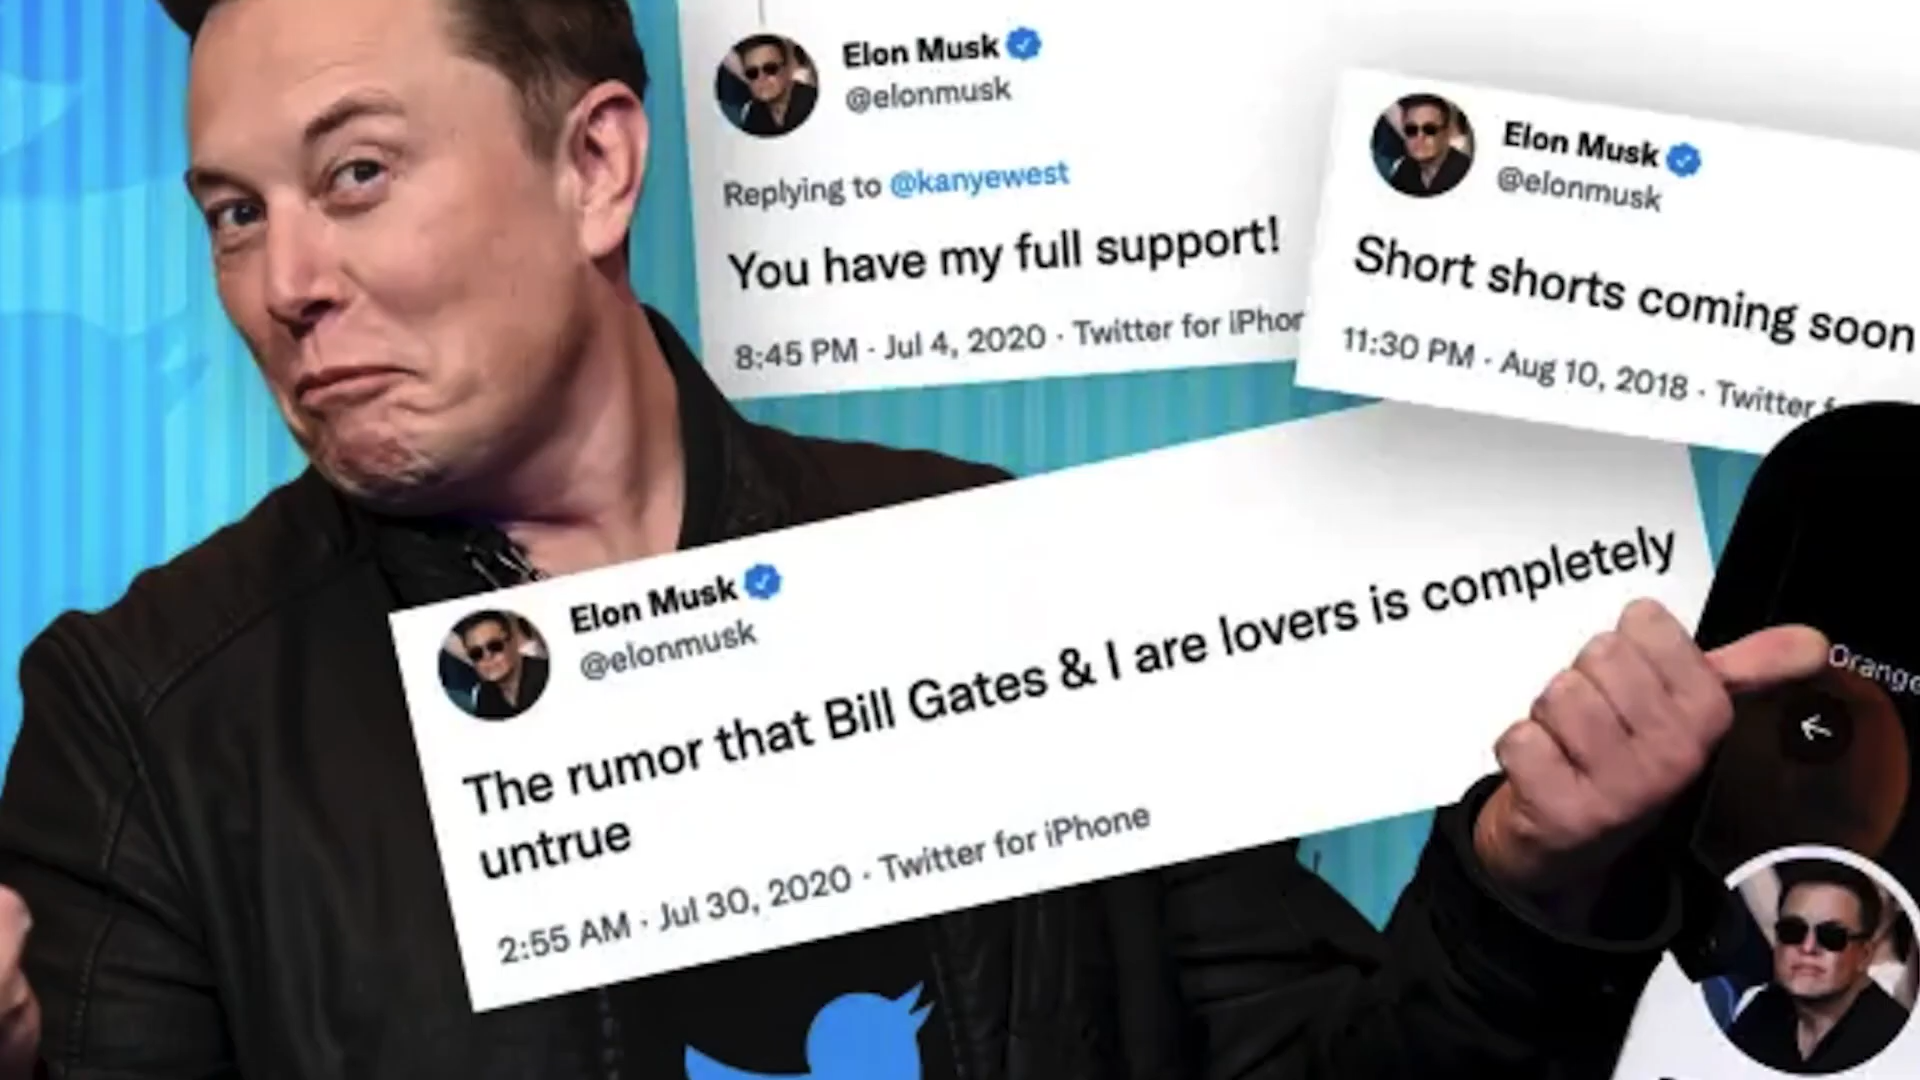 Elon Musk
@elonmusk
Replying to @kanyewest
You have my full support!
8:45 PM · Jul 4, 2020 · Twitter for
Elon Musk
@elonmusk
Short shorts coming soon
11:30 PM · Aug 10, 2018 · Twitter
Elon Musk
@elonmusk
The rumor that Bill Gates & I are lovers is completely
untrue
2:55 AM · Jul 30, 2020 · Twitter for iPhone
Orange